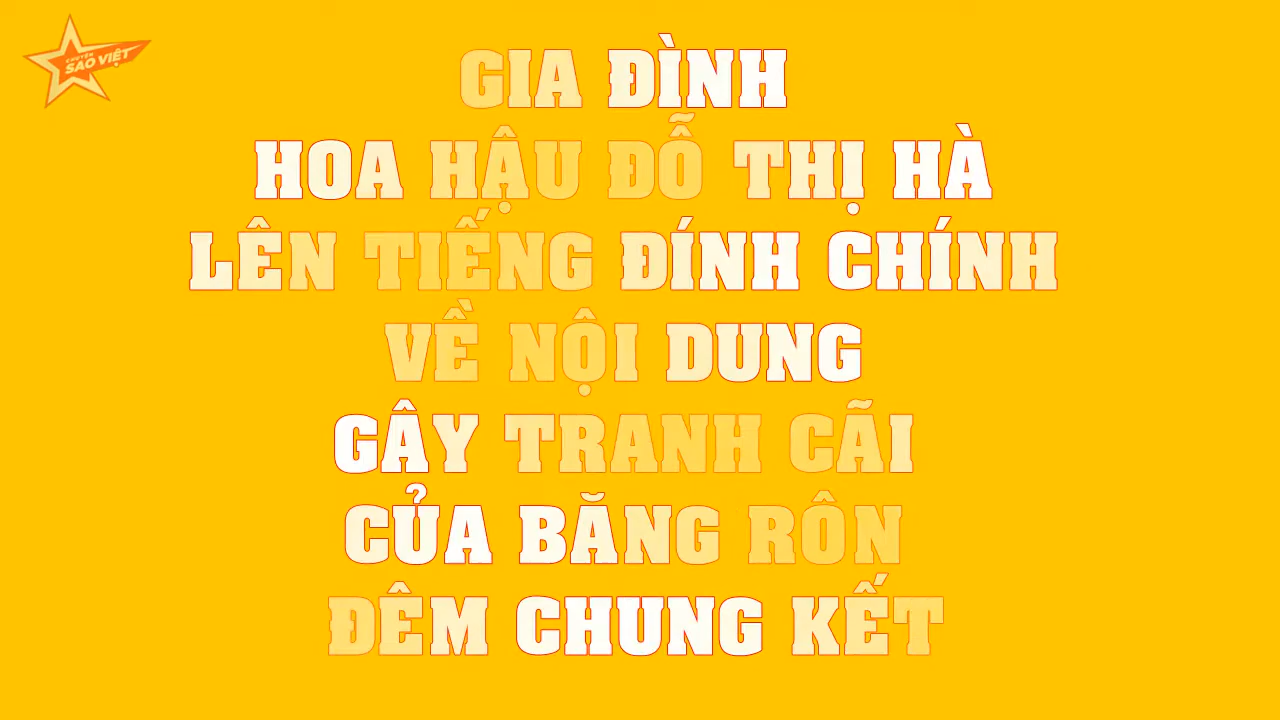 CHUYỆN
SAO VIỆT
GIA ĐÌNH
HOA HẬU ĐỖ THỊ HÀ
LÊN TIẾNG ĐÍNH CHÍNH
VỀ NỘI DUNG
GÂY TRANH CÃI
CỦA BĂNG RÔN
ĐÊM CHUNG KẾT